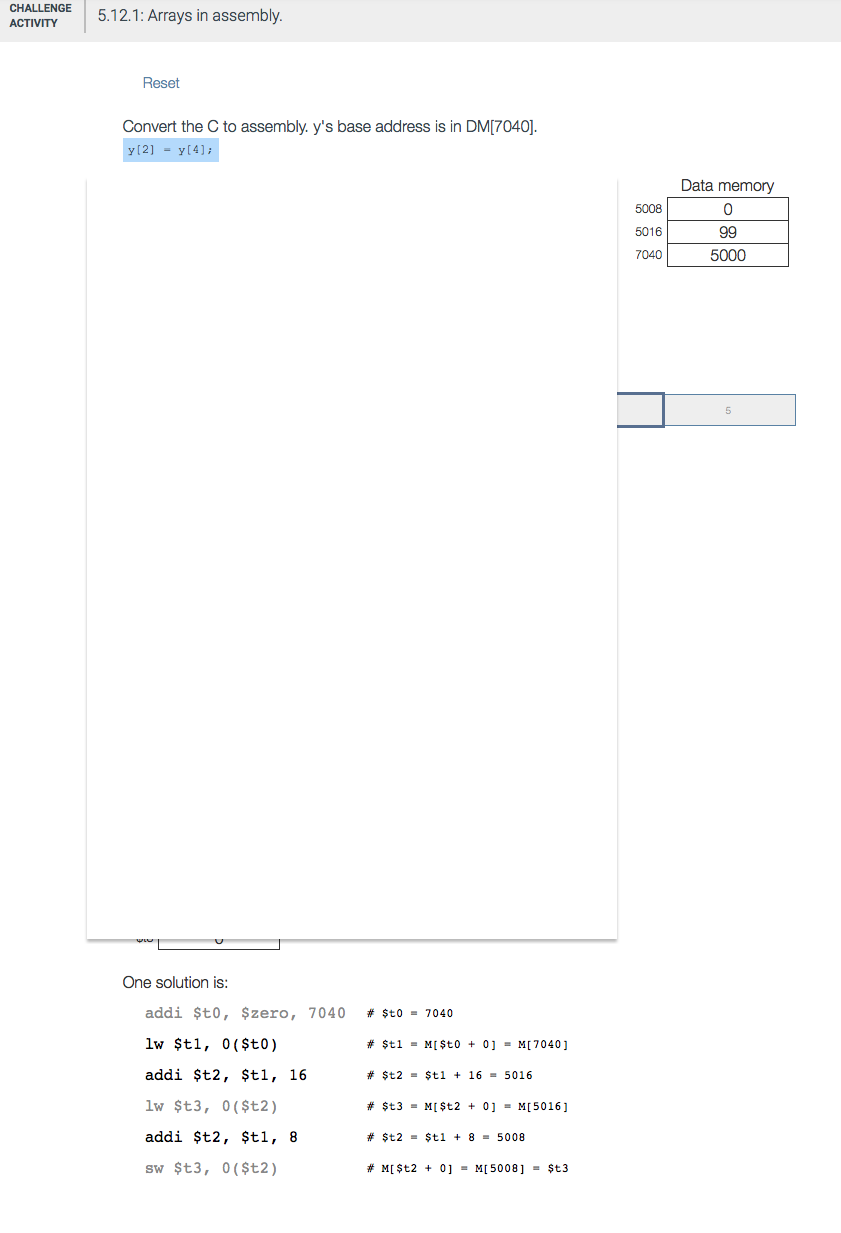 CHALLENGE
ACTIVITY
5.12.1: Arrays in assembly.
Reset
Convert the C to assembly. y's base address is in DM[7040].
y[2] = y[4];
Data memory
5008 0
5016 99
7040 5000
5
One solution is:
addi $t0, $zero, 7040 # $t0 = 7040
lw $t1, 0($t0) # $t1 = M[$t0 + 0] = M[7040]
addi $t2, $t1, 16 # $t2 = $t1 + 16 = 5016
lw $t3, 0($t2) # $t3 = M[$t2 + 0] = M[5016]
addi $t2, $t1, 8 # $t2 = $t1 + 8 = 5008
sw $t3, 0($t2) # M[$t2 + 0] = M[5008] = $t3